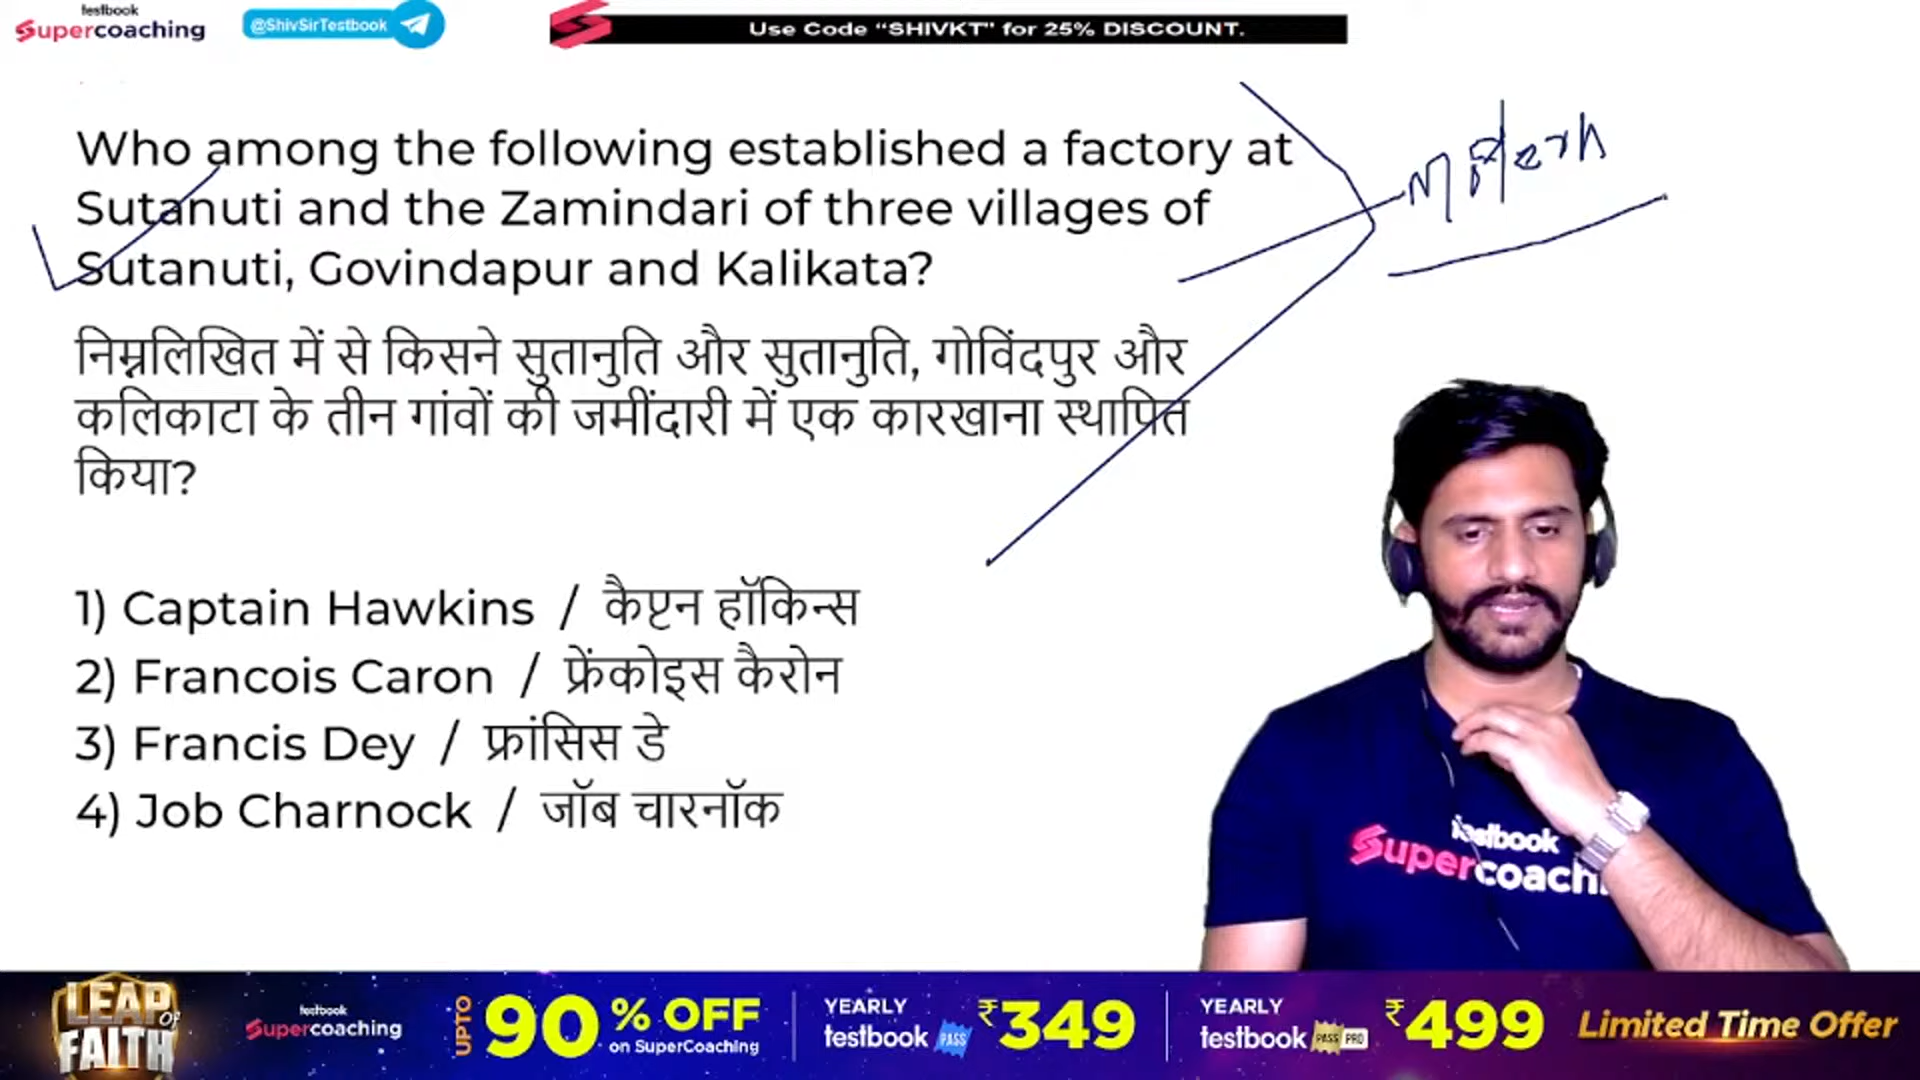 testbook
Supercoaching
@ShivSirTestbook
Use Code “SHIVKT” for 25% DISCOUNT.
Who among the following established a factory at
Sutanuti and the Zamindari of three villages of
Sutanuti, Govindapur and Kalikata?
Modern
निम्नलिखित में से किसने सुतानुति और सुतानुति, गोविंदपुर और
कलिकाटा के तीन गांवों की जमींदारी में एक कारखाना स्थापित
किया?
1) Captain Hawkins / कैप्टन हॉकिन्स
2) Francois Caron / फ्रेंकोइस कैरोन
3) Francis Dey / फ्रांसिस डे
4) Job Charnock / जॉब चारनॉक
testbook
Supercoachi
LEAP OF FAITH
testbook
Supercoaching
UPTO 90% OFF
on SuperCoaching
YEARLY
testbook PASS
₹349
YEARLY
testbook PASS PRO
₹499
Limited Time Offer